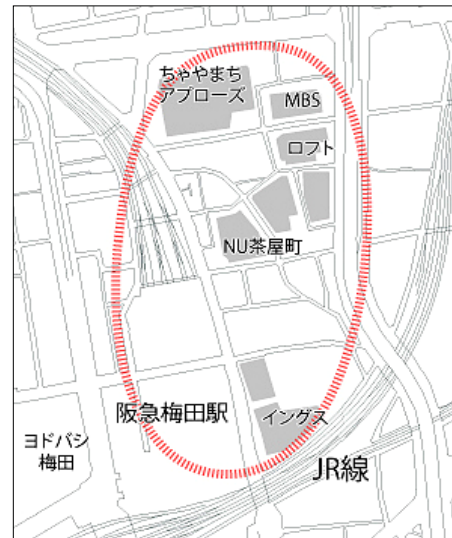 ちゃやまち
アプローズ
MBS
ロフト
NU茶屋町
阪急梅田駅
イングス
ヨドバシ
梅田
JR線